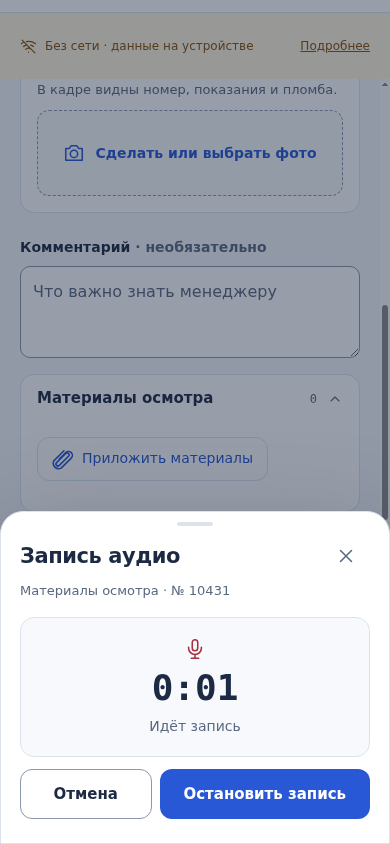 Без сети · данные на устройстве Подробнее
В кадре видны номер, показания и пломба.
Сделать или выбрать фото
Комментарий · необязательно
Что важно знать менеджеру
Материалы осмотра 0
Приложить материалы
Запись аудио
Материалы осмотра · № 10431
0:01
Идёт запись
Отмена Остановить запись